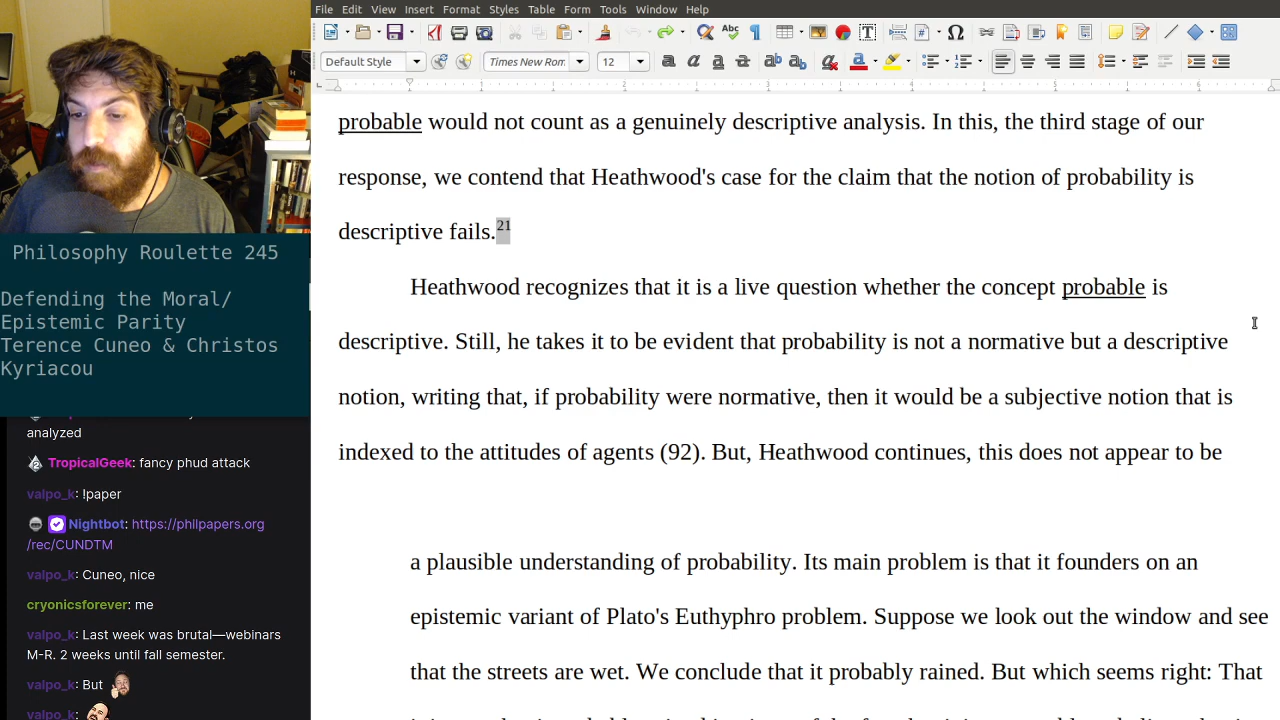 File Edit View Insert Format Styles Table Form Tools Window Help
Default Style Times New Rom 12
probable would not count as a genuinely descriptive analysis. In this, the third stage of our
response, we contend that Heathwood's case for the claim that the notion of probability is
descriptive fails.21
Heathwood recognizes that it is a live question whether the concept probable is
descriptive. Still, he takes it to be evident that probability is not a normative but a descriptive
notion, writing that, if probability were normative, then it would be a subjective notion that is
indexed to the attitudes of agents (92). But, Heathwood continues, this does not appear to be
a plausible understanding of probability. Its main problem is that it founders on an
epistemic variant of Plato's Euthyphro problem. Suppose we look out the window and see
that the streets are wet. We conclude that it probably rained. But which seems right: That
Philosophy Roulette 245
Defending the Moral/
Epistemic Parity
Terence Cuneo & Christos
Kyriacou
analyzed
TropicalGeek: fancy phud attack
valpo_k: !paper
Nightbot: https://philpapers.org
/rec/CUNDTM
valpo_k: Cuneo, nice
cryonicsforever: me
valpo_k: Last week was brutal—webinars
M-R. 2 weeks until fall semester.
valpo_k: But
valpo_k: